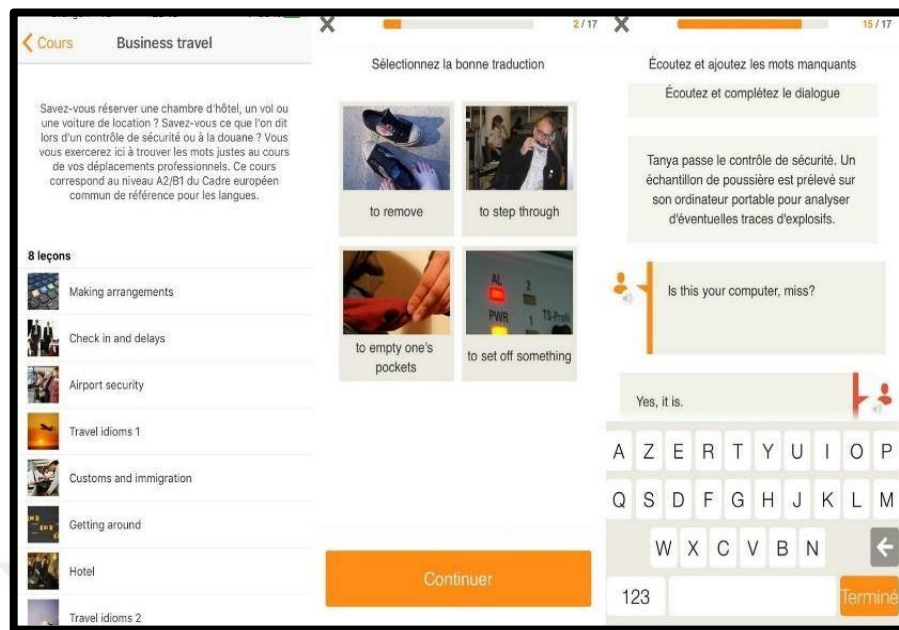 Cours
Business travel
Savez-vous réserver une chambre d'hôtel, un vol ou
une voiture de location ? Savez-vous ce que l'on dit
lors d'un contrôle de sécurité ou à la douane ? Vous
vous exercerez ici à trouver les mots justes au cours
de vos déplacements professionnels. Ce cours
correspond au niveau A2/B1 du Cadre européen
commun de référence pour les langues.
8 leçons
Making arrangements
Check in and delays
Airport security
Travel idioms 1
Customs and immigration
Getting around
Hotel
Travel idioms 2
2 / 17
Sélectionnez la bonne traduction
to remove
to step through
AL
2
PWR
1
to empty one's
pockets
to set off something
Continuer
15 / 17
Écoutez et ajoutez les mots manquants
Écoutez et complétez le dialogue
Tanya passe le contrôle de sécurité. Un
échantillon de poussière est prélevé sur
son ordinateur portable pour analyser
d'éventuelles traces d'explosifs.
Is this your computer, miss?
Yes, it is.
A Z E R T Y U I O P
Q S D F G H J K L M
W X C V B N
123
Terminé